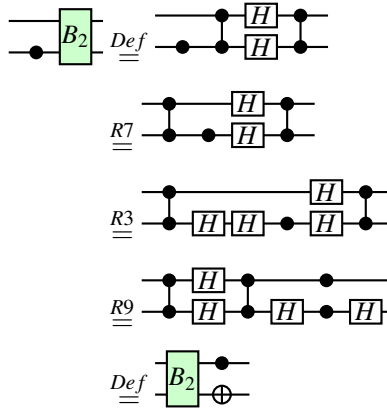 B₂ Def = H
H
R7 = H
H
R3 = H
H H H
R9 = H
H H H
Def = B₂